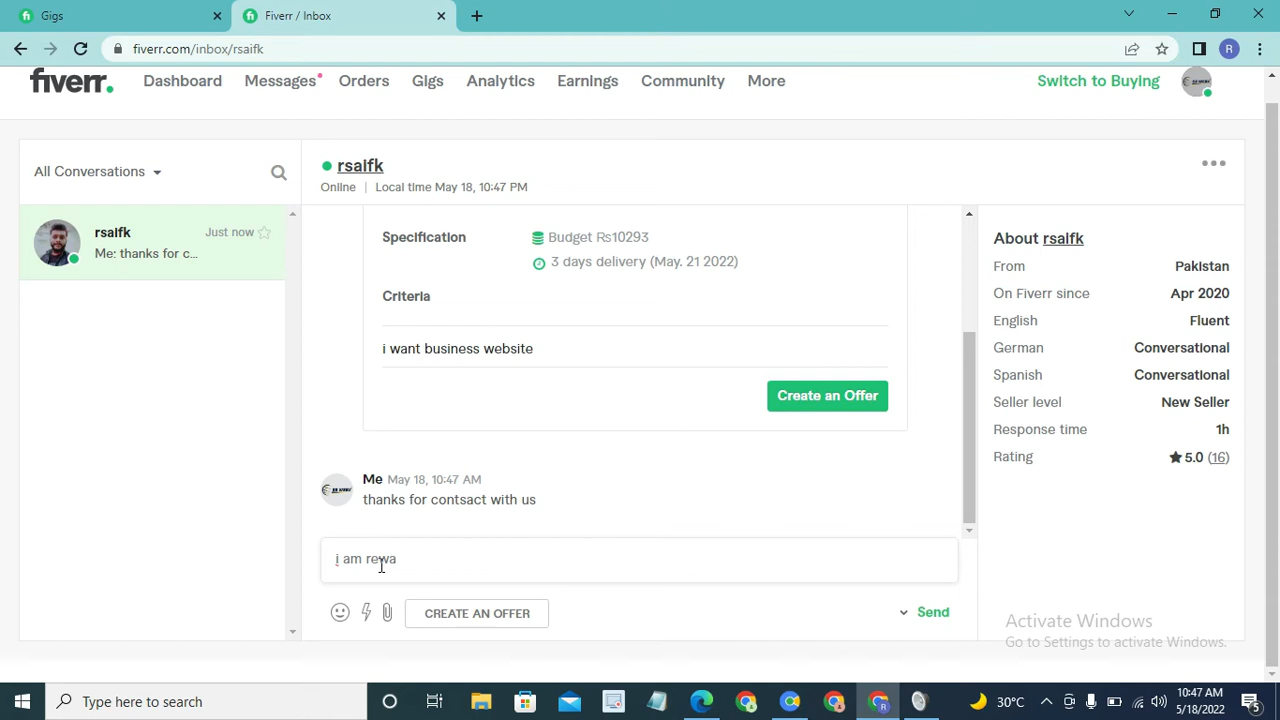 Gigs
Fiverr / Inbox
fiverr.com/inbox/rsaifk
R
fiverr.
Dashboard Messages Orders Gigs Analytics Earnings Community More
Switch to Buying
All Conversations
rsaifk
Online | Local time May 18, 10:47 PM
rsaifk Just now
Me: thanks for c...
Specification Budget Rs10293
3 days delivery (May. 21 2022)
Criteria
i want business website
Create an Offer
Me May 18, 10:47 AM
thanks for contsact with us
i am rewa
CREATE AN OFFER
Send
About rsaifk
From Pakistan
On Fiverr since Apr 2020
English Fluent
German Conversational
Spanish Conversational
Seller level New Seller
Response time 1h
Rating 5.0 (16)
Activate Windows
Go to Settings to activate Windows.
Type here to search
30°C
10:47 AM
5/18/2022
5